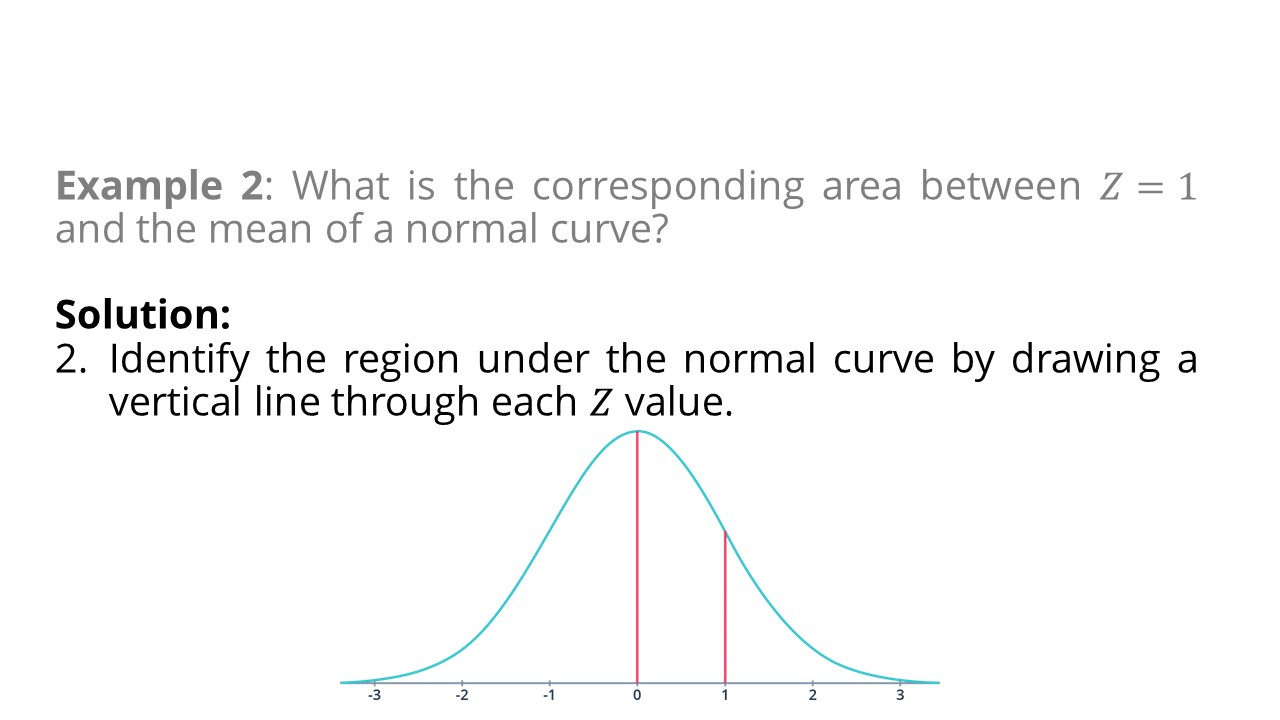 Example 2: What is the corresponding area between Z = 1
and the mean of a normal curve?
Solution:
2. Identify the region under the normal curve by drawing a
vertical line through each Z value.
-3 -2 -1 0 1 2 3